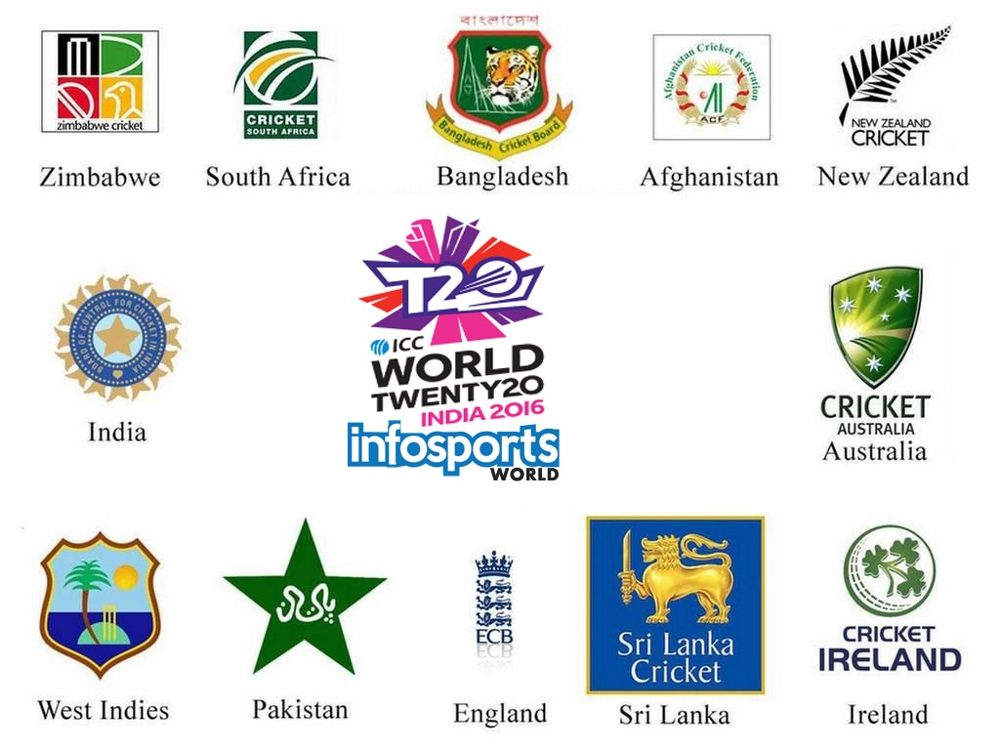 zimbabwe cricket
Zimbabwe
CRICKET
SOUTH AFRICA
South Africa
বাংলাদেশ
Bangladesh Cricket Board
Bangladesh
Afghanistan Cricket Federation
ACF
Afghanistan
NEW ZEALAND
CRICKET
New Zealand
BOARD OF CONTROL FOR CRICKET IN INDIA
India
T20
ICC
WORLD
TWENTY20
INDIA 2016
infosports
WORLD
CRICKET
AUSTRALIA
Australia
West Indies
Pakistan
ECB
England
Sri Lanka
Cricket
Sri Lanka
CRICKET
IRELAND
Ireland